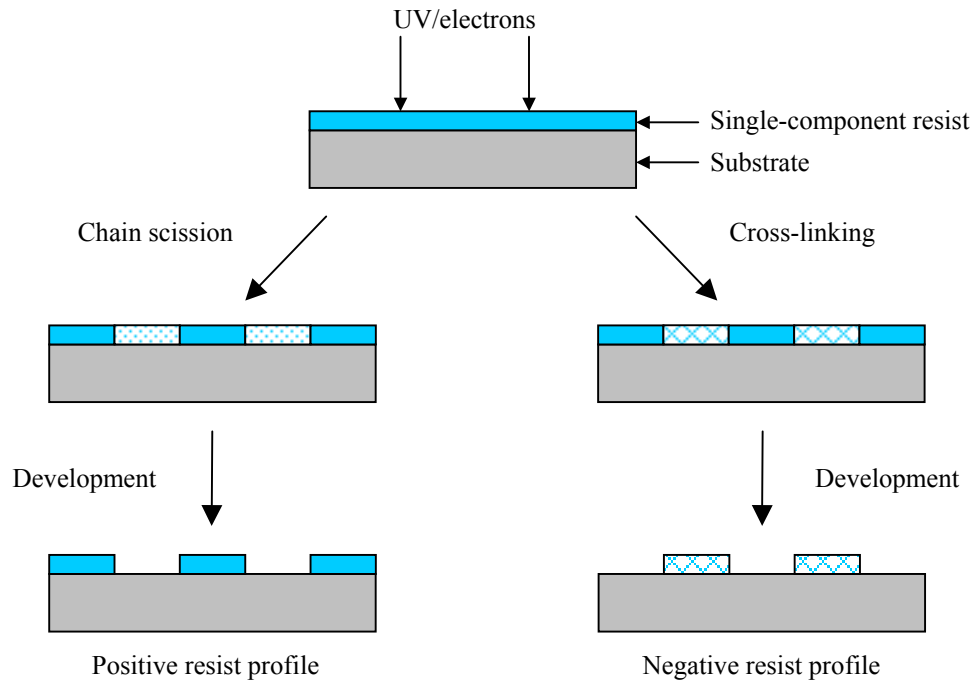 UV/electrons
Single-component resist
Substrate
Chain scission
Cross-linking
Development
Development
Positive resist profile
Negative resist profile